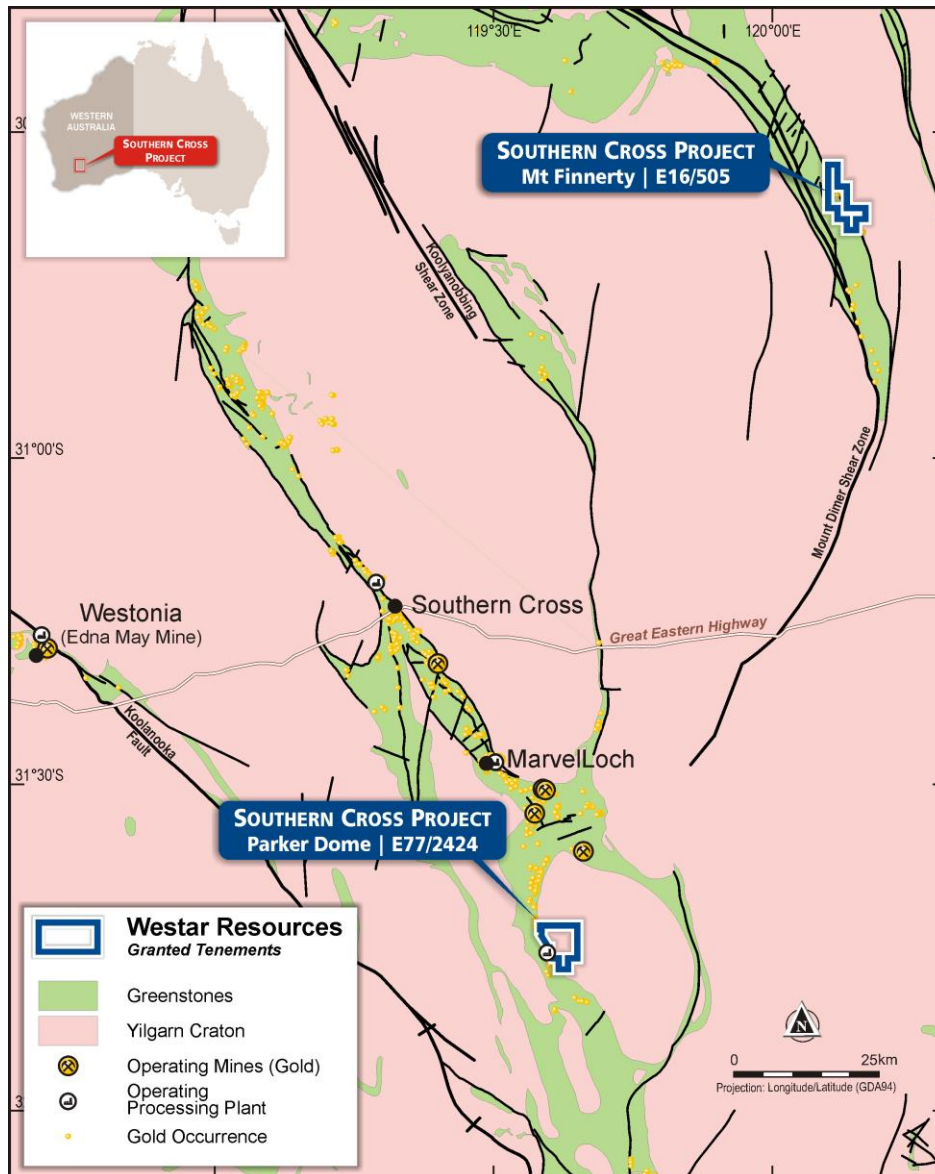 119°30'
120°00'
WESTERN
AUSTRALIA
SOUTHERN CROSS
PROJECT
SOUTHERN CROSS PROJECT
Mt Finnerty | E16/505
Koolyanobbing
Shear Zone
31°00'S
Mount Dimer Shear Zone
Westonia
(Edna May Mine)
Southern Cross
Great Eastern Highway
Koolanooka
Fault
MarvelLoch
31°30'S
SOUTHERN CROSS PROJECT
Parker Dome | E77/2424
Westar Resources
Granted Tenements
Greenstones
Yilgarn Craton
Operating Mines (Gold)
Operating
Processing Plant
Gold Occurrence
N
0 25km
Projection: Longitude/Latitude (GDA94)